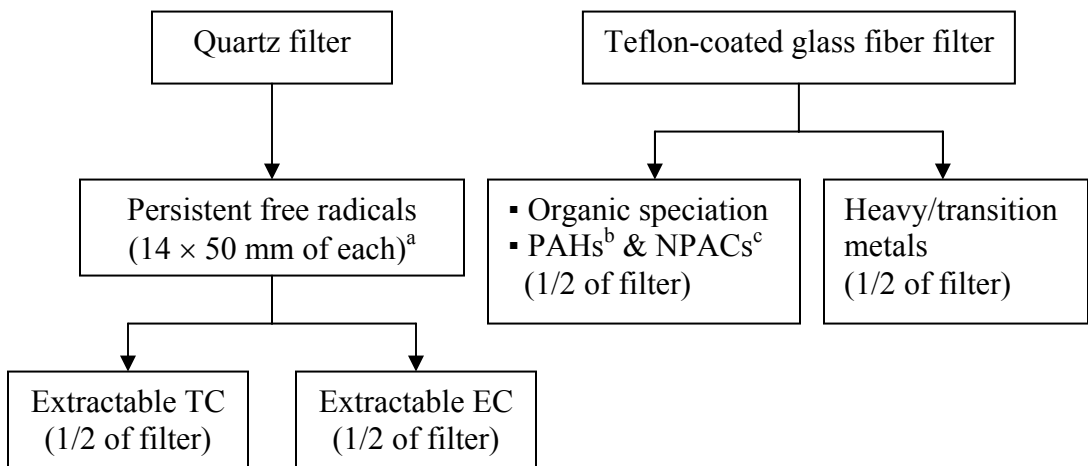 Quartz filter
Teflon-coated glass fiber filter
Persistent free radicals
(14 × 50 mm of each)ᵃ
▪ Organic speciation
▪ PAHsᵇ & NPACsᶜ
(1/2 of filter)
Heavy/transition
metals
(1/2 of filter)
Extractable TC
(1/2 of filter)
Extractable EC
(1/2 of filter)